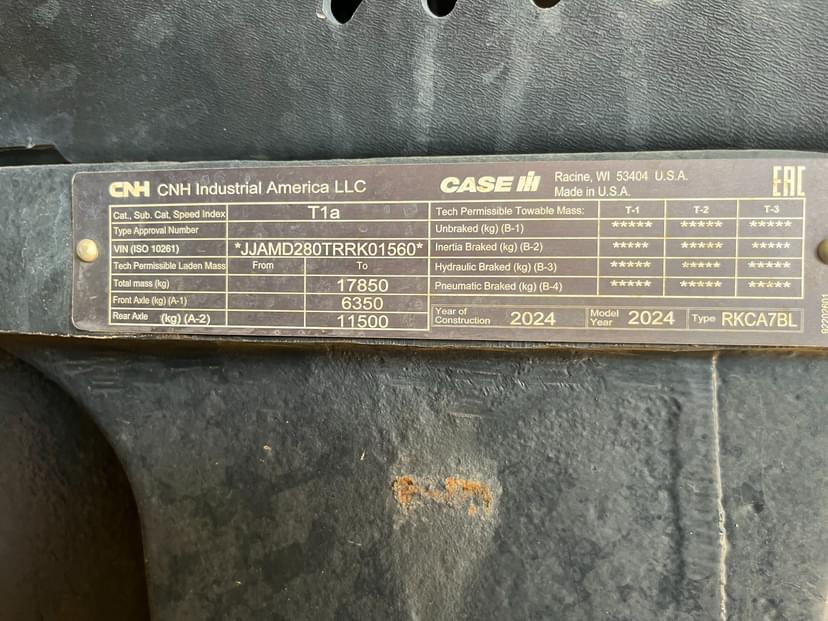 CNH CNH Industrial America LLC
CASE IH
Racine, WI 53404 U.S.A.
Made in U.S.A.
EAC
Cat., Sub. Cat, Speed Index T1a
Type Approval Number
VIN (ISO 10261) *JJAMD280TRRK01560*
Tech Permissible Laden Mass From To
Total mass (kg) 17850
Front Axle (kg) (A-1) 6350
Rear Axle (kg) (A-2) 11500
Tech Permissible Towable Mass: T-1 T-2 T-3
Unbraked (kg) (B-1) ***** ***** *****
Inertia Braked (kg) (B-2) ***** ***** *****
Hydraulic Braked (kg) (B-3) ***** ***** *****
Pneumatic Braked (kg) (B-4) ***** ***** *****
Year of Construction 2024 Model Year 2024 Type RKCA7BL